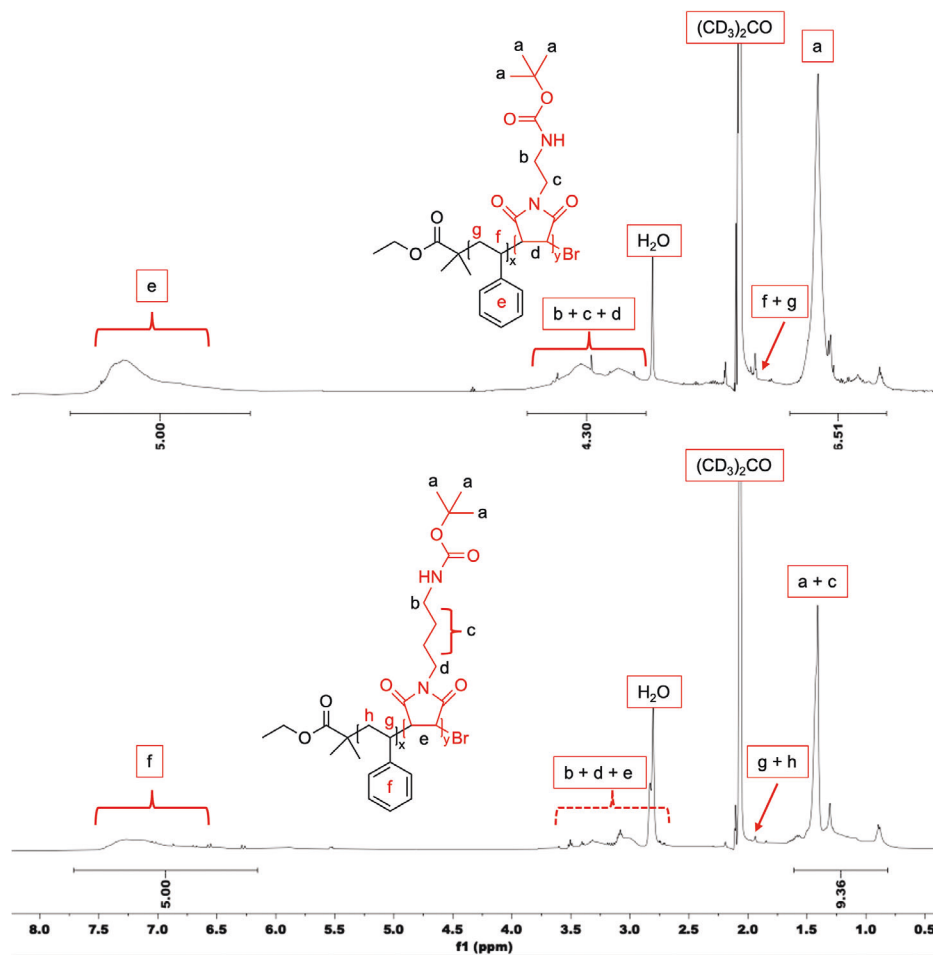 (CD3)2CO
a
a a
a
O O
NH
b
c
O N O
O
O
g f
x
d
y Br
e
H2O
f + g
e
b + c + d
5.00
4.30
6.51
(CD3)2CO
a a
a
O O
HN
b
c
d
a + c
O N O
H2O
O
O
h g
x
e
y Br
f
f
b + d + e
g + h
5.00
9.36
8.0 7.5 7.0 6.5 6.0 5.5 5.0 4.5 4.0 3.5 3.0 2.5 2.0 1.5 1.0 0.5
f1 (ppm)